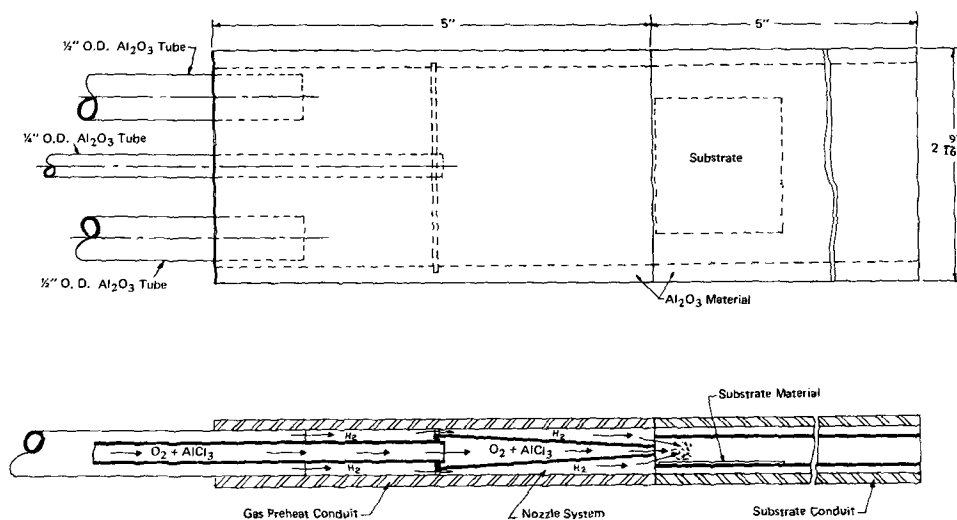 5" 5"
½" O.D. Al₂O₃ Tube
¼" O.D. Al₂O₃ Tube
½" O. D. Al₂O₃ Tube
Substrate
2 9/16
Al₂O₃ Material
Substrate Material
H₂ H₂
O₂ + AlCl₃ O₂ + AlCl₃
H₂ H₂
Gas Preheat Conduit
Nozzle System
Substrate Conduit